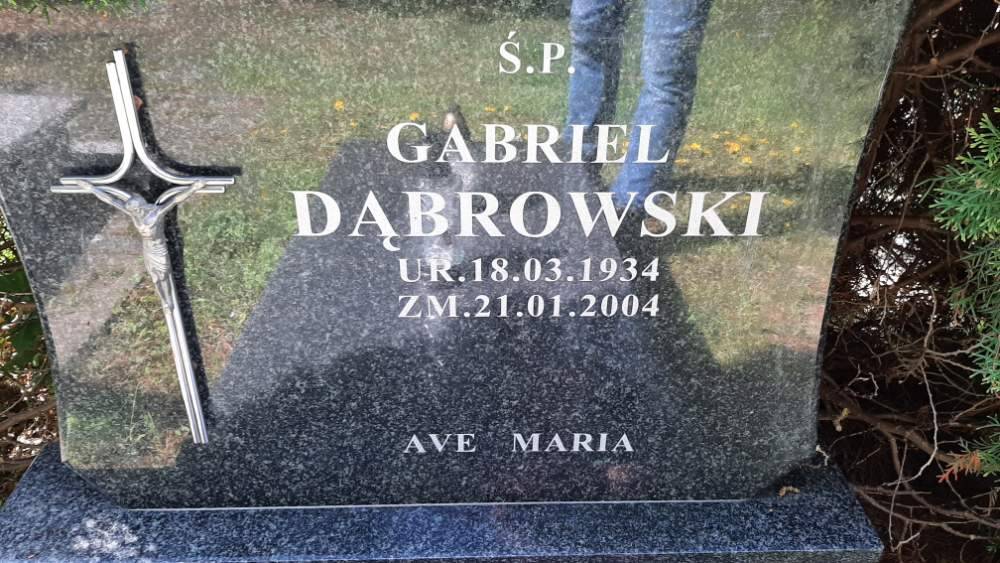 Ś.P.
GABRIEL
DĄBROWSKI
UR.18.03.1934
ZM.21.01.2004
AVE MARIA